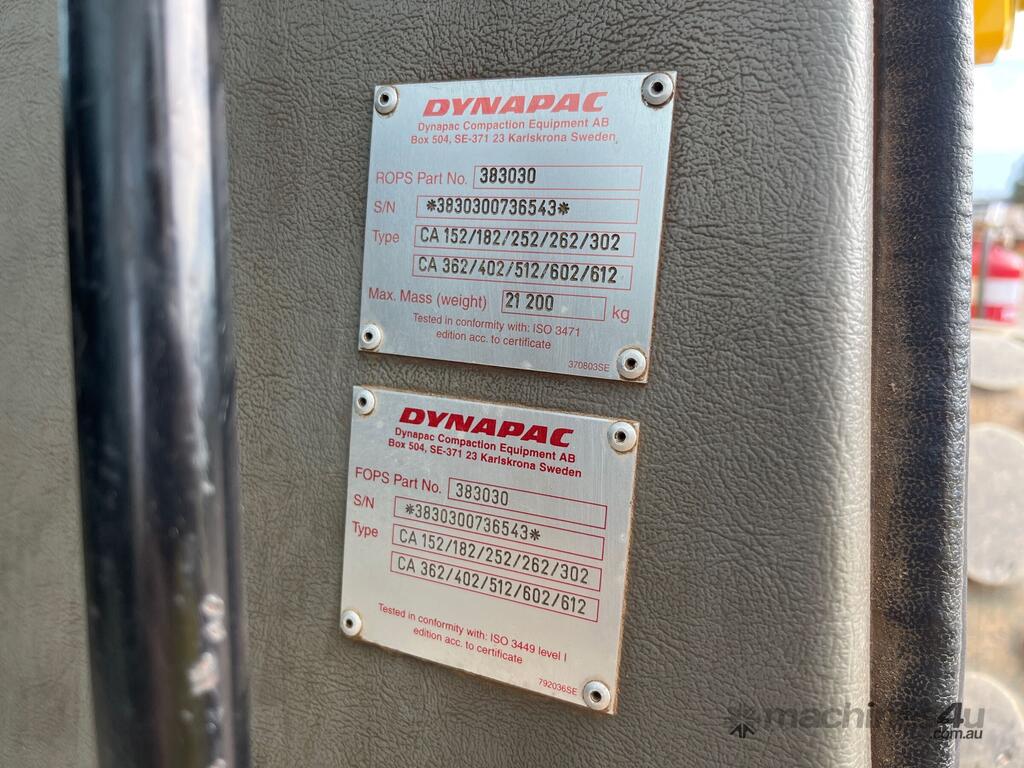 DYNAPAC
Dynapac Compaction Equipment AB
Box 504, SE-371 23 Karlskrona Sweden
ROPS Part No. 383030
S/N *3830300736543*
Type CA 152/182/252/262/302
CA 362/402/512/602/612
Max. Mass (weight) 21 200 kg
Tested in conformity with: ISO 3471
edition acc. to certificate
370803SE
DYNAPAC
Dynapac Compaction Equipment AB
Box 504, SE-371 23 Karlskrona Sweden
FOPS Part No. 383030
S/N *3830300736543*
Type CA 152/182/252/262/302
CA 362/402/512/602/612
Tested in conformity with: ISO 3449 level I
edition acc. to certificate
792036SE
machines4u
.com.au